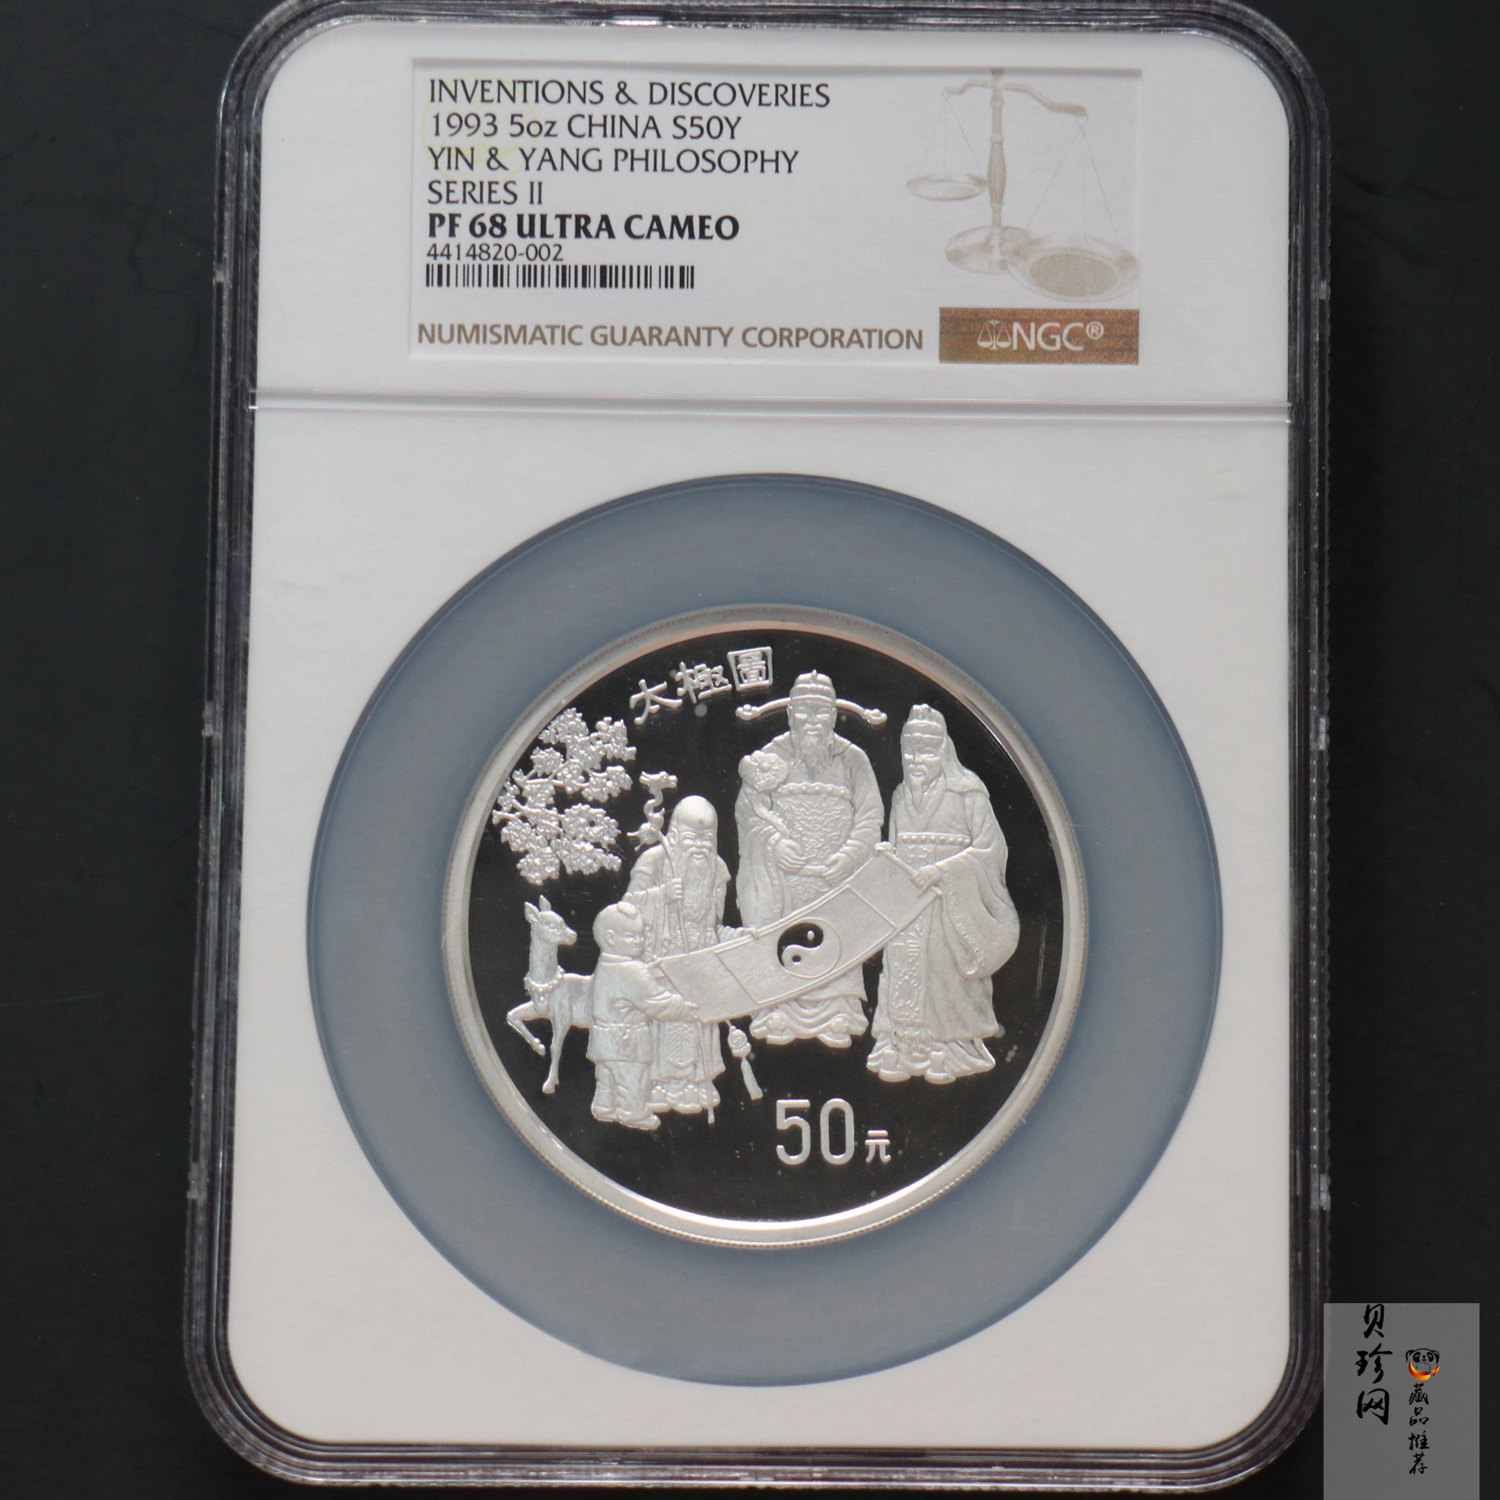 INVENTIONS & DISCOVERIES
1993 5oz CHINA S50Y
YIN & YANG PHILOSOPHY
SERIES II
PF 68 ULTRA CAMEO
4414820-002
NUMISMATIC GUARANTY CORPORATION
NGC®
太極圖
50元
贝珍网
藏品推荐